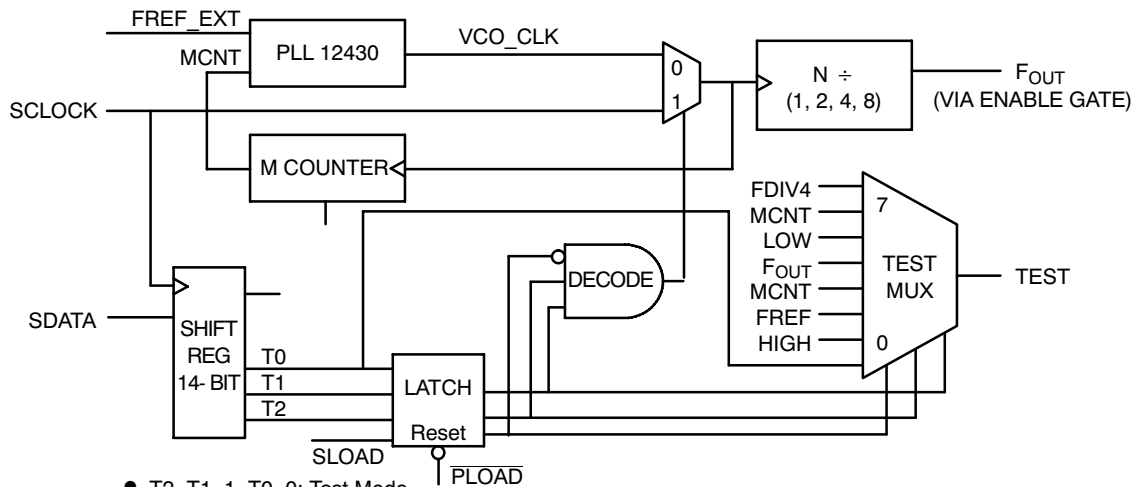 FREF_EXT
MCNT
PLL 12430
VCO_CLK
0
1
N ÷
(1, 2, 4, 8)
FOUT
(VIA ENABLE GATE)
SCLOCK
M COUNTER
FDIV4
MCNT
LOW
FOUT
MCNT
FREF
HIGH
7
TEST
MUX
0
TEST
DECODE
SDATA
SHIFT
REG
14- BIT
T0
T1
T2
LATCH
Reset
SLOAD
PLOAD